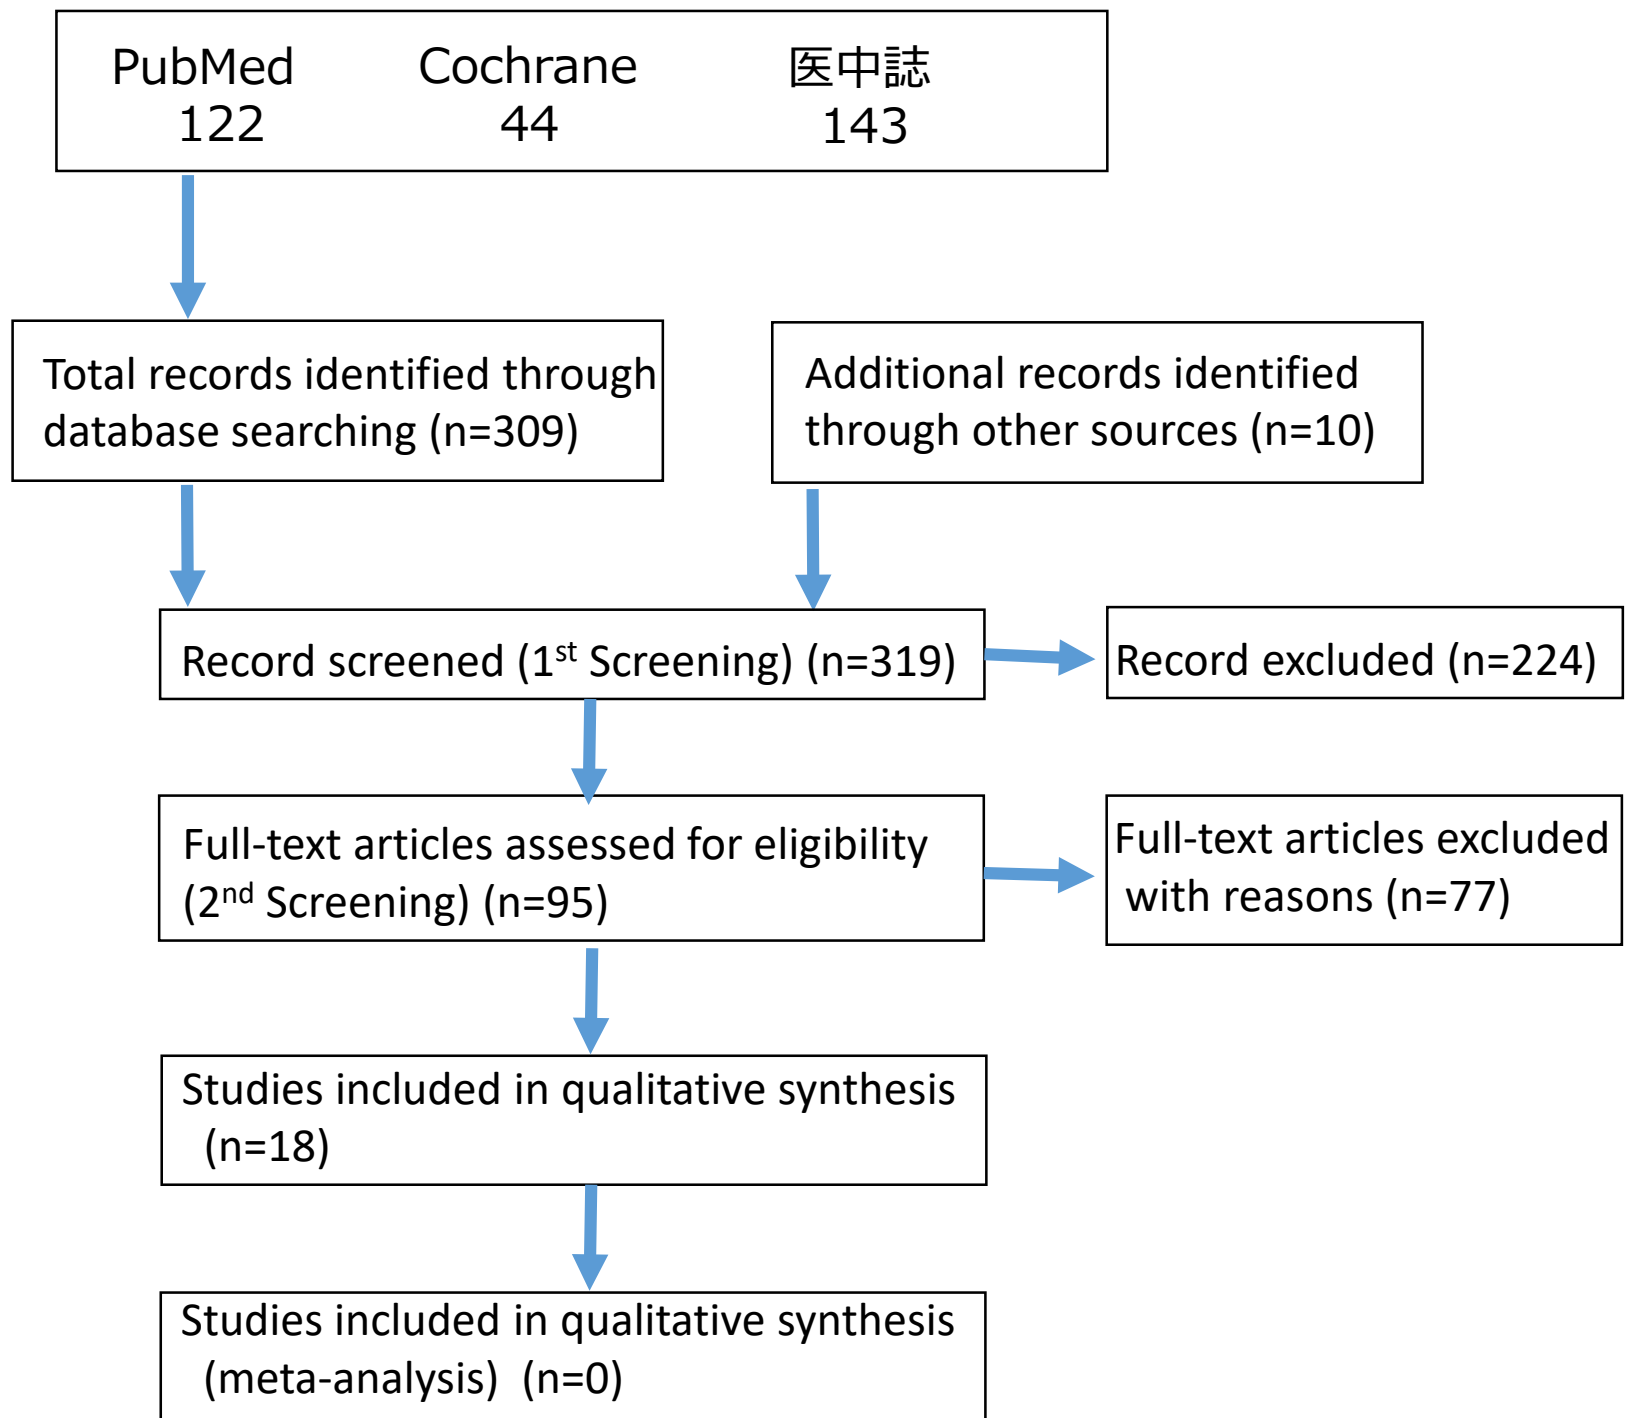 PubMed Cochrane 医中誌
122 44 143
Total records identified through
database searching (n=309)
Additional records identified
through other sources (n=10)
Record screened (1st Screening) (n=319)
Record excluded (n=224)
Full-text articles assessed for eligibility
(2nd Screening) (n=95)
Full-text articles excluded
with reasons (n=77)
Studies included in qualitative synthesis
(n=18)
Studies included in qualitative synthesis
(meta-analysis) (n=0)